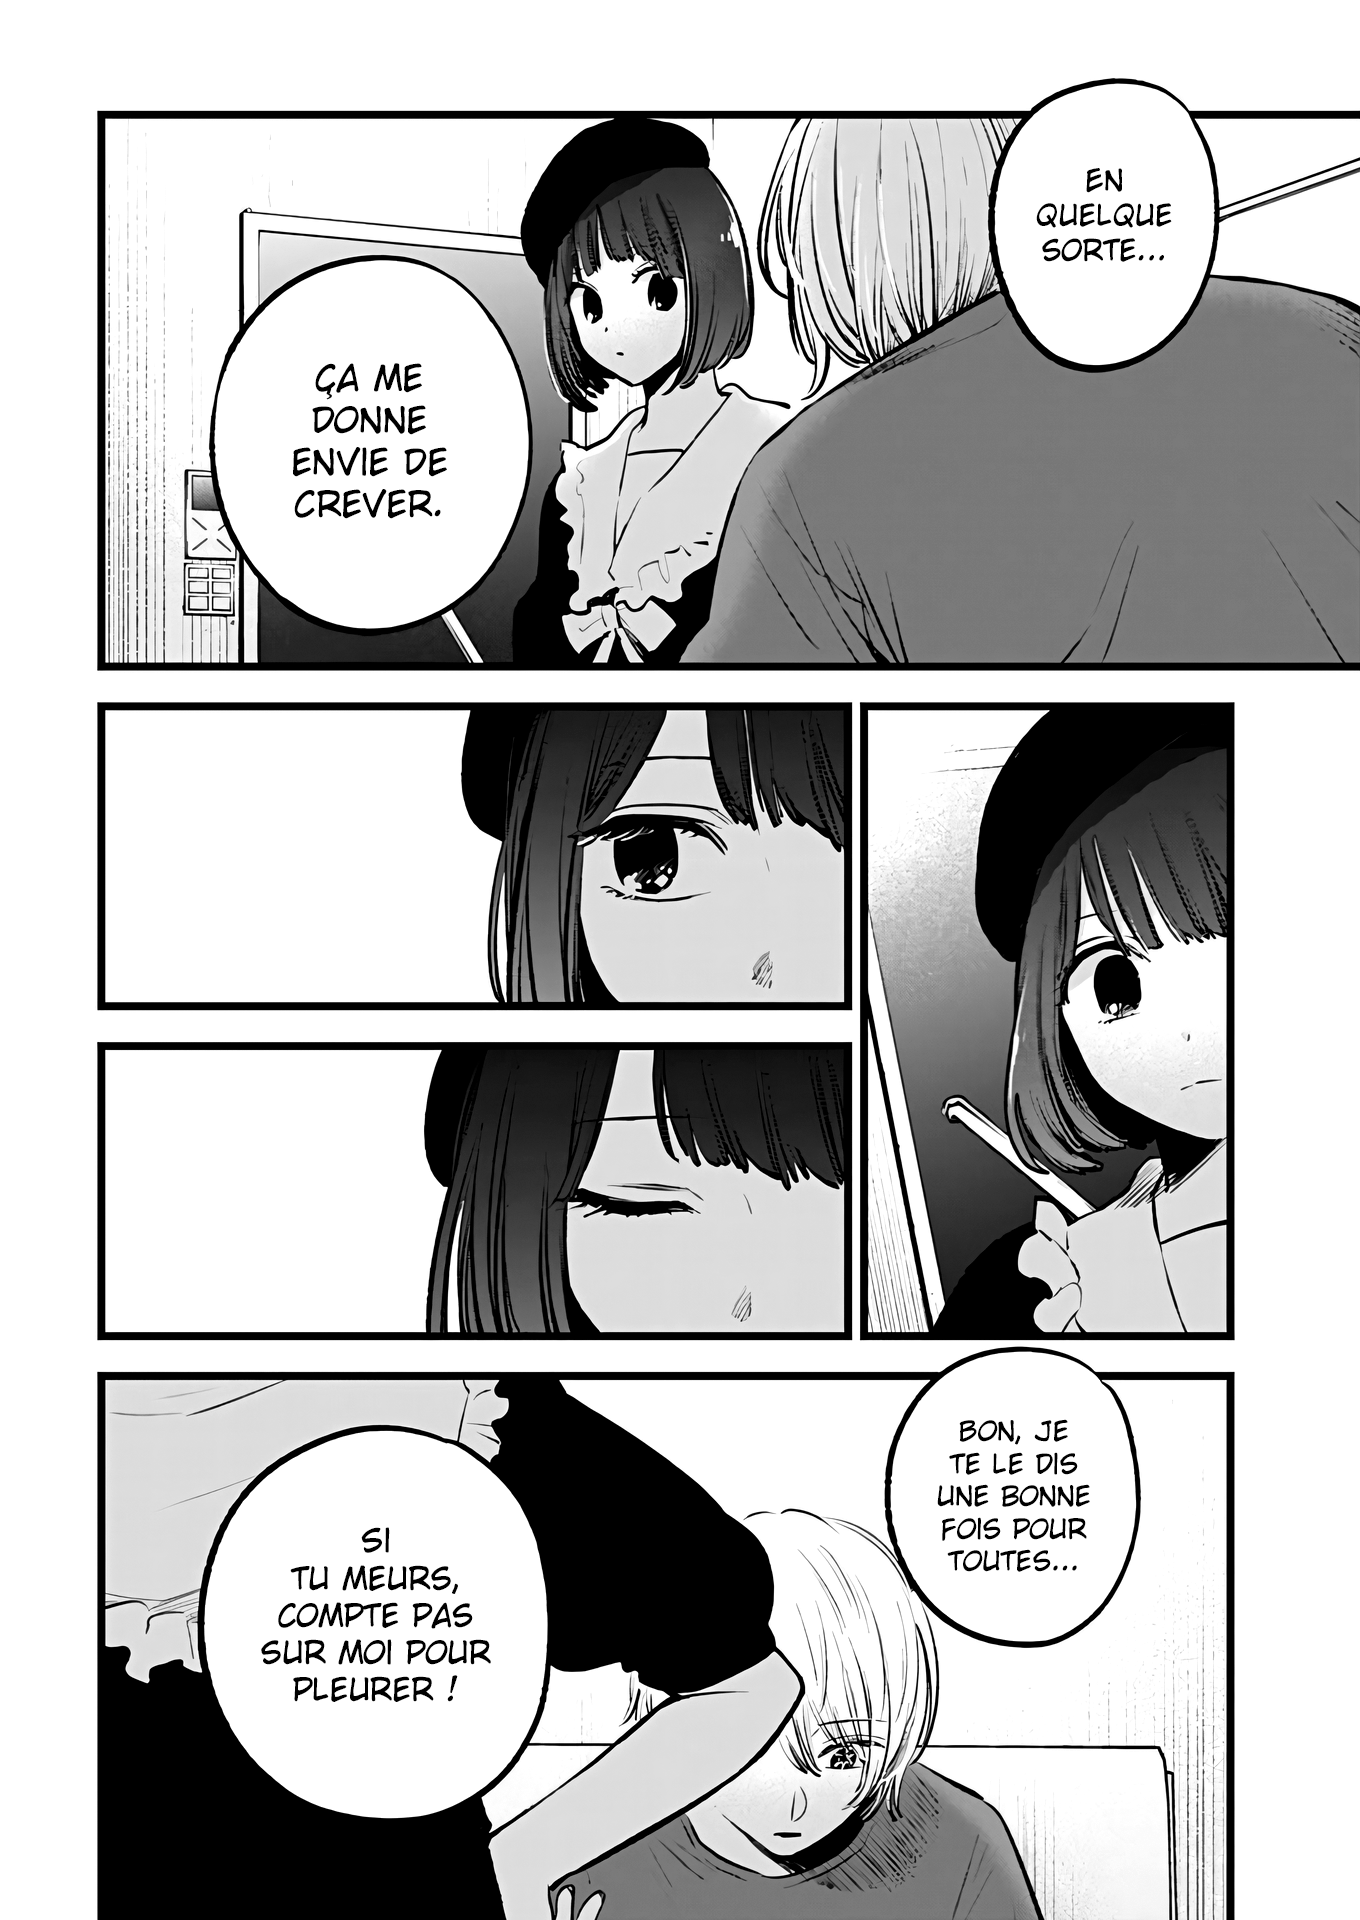 EN
QUELQUE
SORTE...
ÇA ME
DONNE
ENVIE DE
CREVER.
BON, JE
TE LE DIS
UNE BONNE
FOIS POUR
TOUTES...
SI
TU MEURS,
COMPTE PAS
SUR MOI POUR
PLEURER !